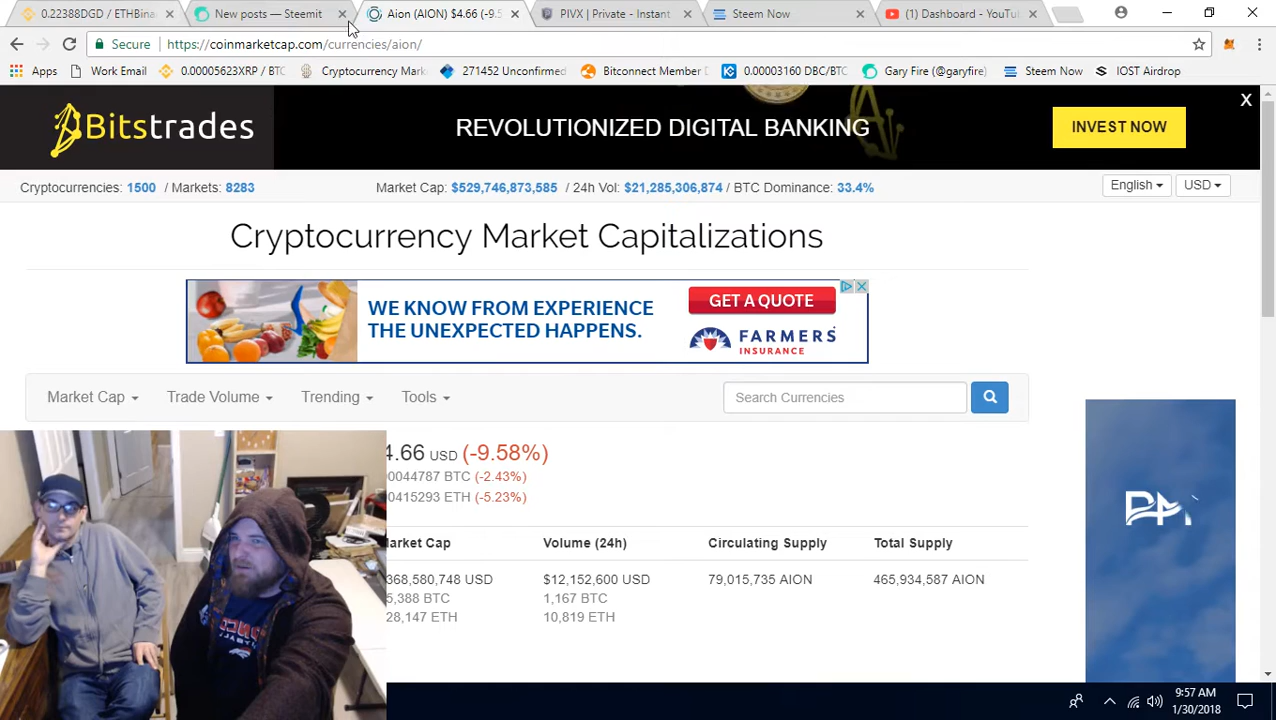 0.22388DGD / ETHBina
New posts — Steemit
Aion (AION) $4.66 (-9.5
PIVX | Private - Instant
Steem Now
(1) Dashboard - YouTu
Secure
https://coinmarketcap.com/currencies/aion/
Apps
Work Email
0.00005623XRP / BTC
Cryptocurrency Mark
271452 Unconfirmed
Bitconnect Member D
0.00003160 DBC/BTC
Gary Fire (@garyfire)
Steem Now
IOST Airdrop
Bitstrades
REVOLUTIONIZED DIGITAL BANKING
INVEST NOW
X
Cryptocurrencies: 1500 / Markets: 8283
Market Cap: $529,746,873,585 / 24h Vol: $21,285,306,874 / BTC Dominance: 33.4%
English
USD
Cryptocurrency Market Capitalizations
WE KNOW FROM EXPERIENCE
THE UNEXPECTED HAPPENS.
GET A QUOTE
FARMERS
INSURANCE
Market Cap
Trade Volume
Trending
Tools
Search Currencies
4.66 USD (-9.58%)
00044787 BTC (-2.43%)
00415293 ETH (-5.23%)
Market Cap
Volume (24h)
Circulating Supply
Total Supply
368,580,748 USD
$12,152,600 USD
79,015,735 AION
465,934,587 AION
5,388 BTC
1,167 BTC
28,147 ETH
10,819 ETH
9:57 AM
1/30/2018